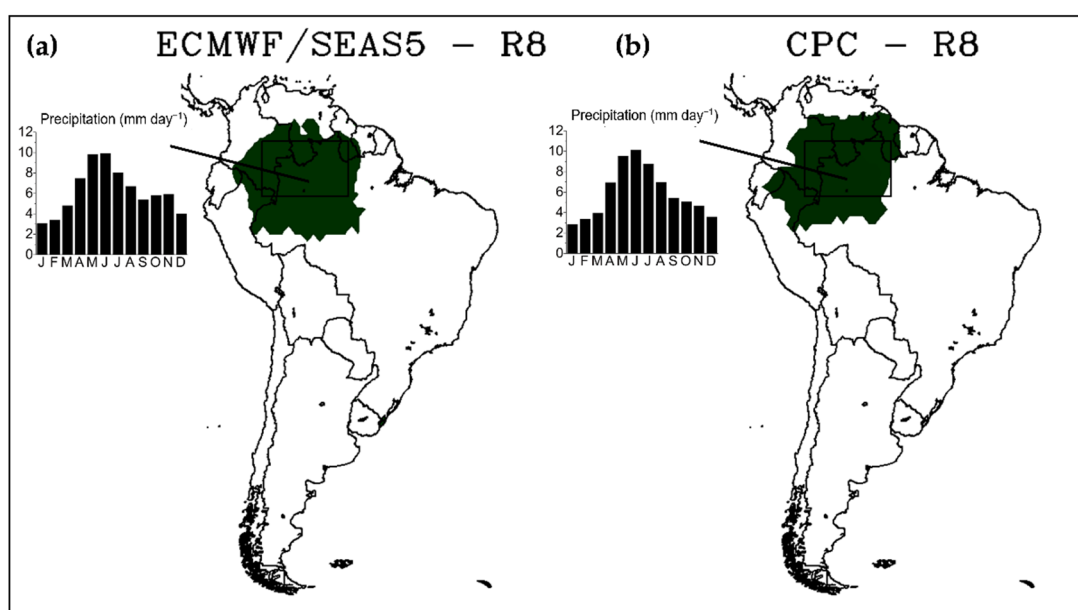 (a) ECMWF/SEAS5 – R8
Precipitation (mm day⁻¹)
12
10
8
6
4
2
0
J F M A M J J A S O N D
(b) CPC – R8
Precipitation (mm day⁻¹)
12
10
8
6
4
2
0
J F M A M J J A S O N D